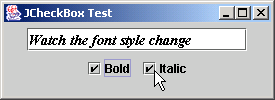 JCheckBox Test
Watch the font style change
Bold Italic